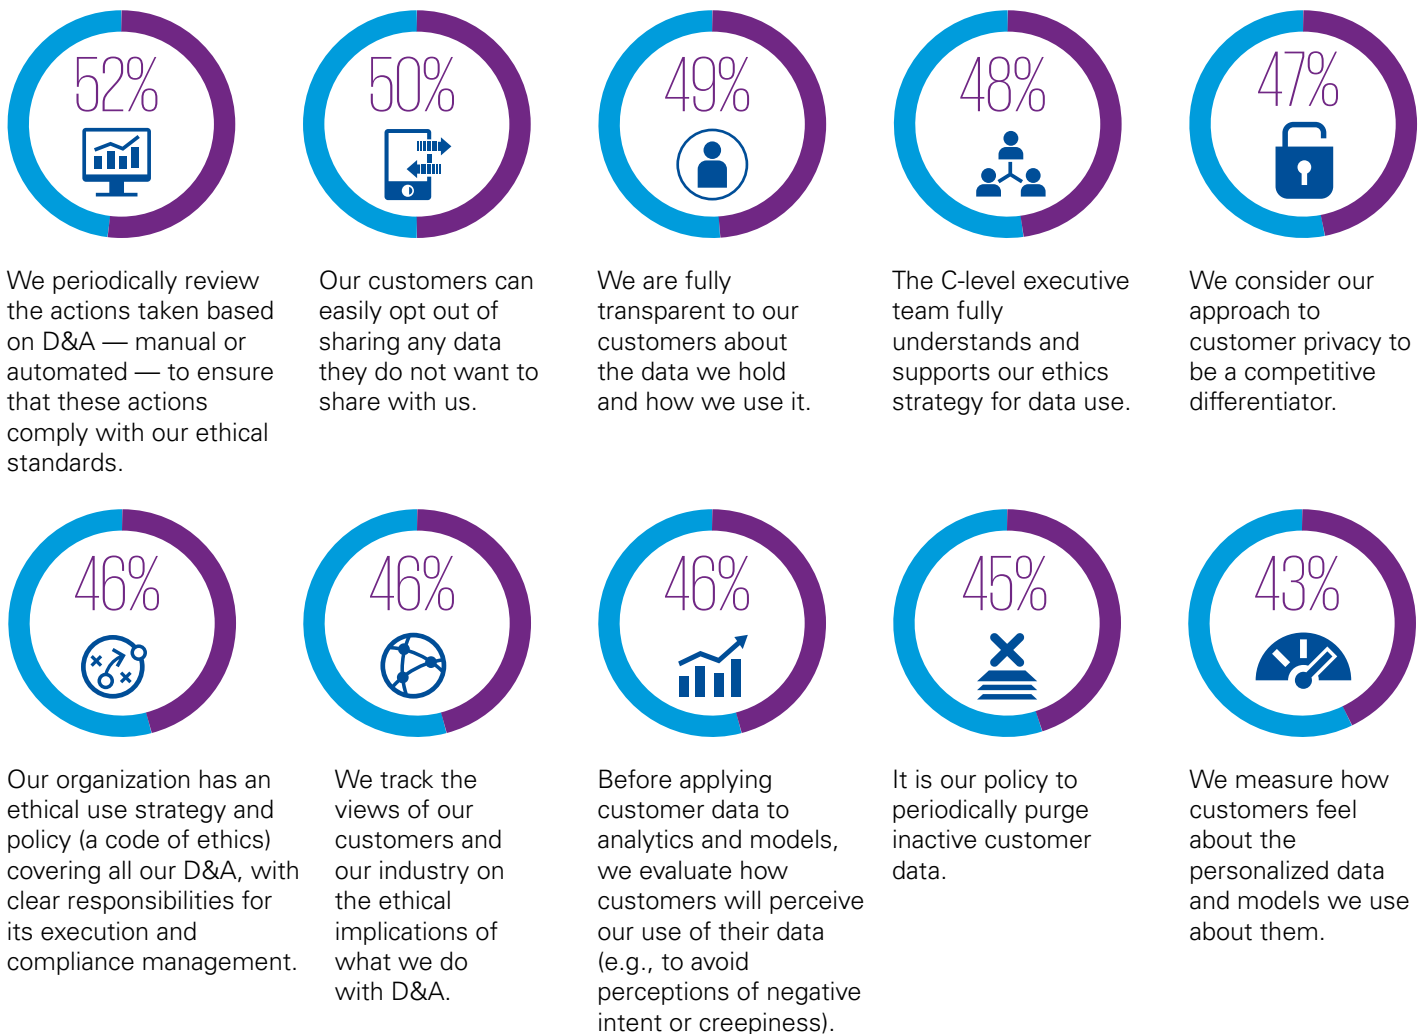 52%
We periodically review
the actions taken based
on D&A — manual or
automated — to ensure
that these actions
comply with our ethical
standards.
50%
Our customers can
easily opt out of
sharing any data
they do not want to
share with us.
49%
We are fully
transparent to our
customers about
the data we hold
and how we use it.
48%
The C-level executive
team fully
understands and
supports our ethics
strategy for data use.
47%
We consider our
approach to
customer privacy to
be a competitive
differentiator.
46%
Our organization has an
ethical use strategy and
policy (a code of ethics)
covering all our D&A, with
clear responsibilities for
its execution and
compliance management.
46%
We track the
views of our
customers and
our industry on
the ethical
implications of
what we do
with D&A.
46%
Before applying
customer data to
analytics and models,
we evaluate how
customers will perceive
our use of their data
(e.g., to avoid
perceptions of negative
intent or creepiness).
45%
It is our policy to
periodically purge
inactive customer
data.
43%
We measure how
customers feel
about the
personalized data
and models we use
about them.